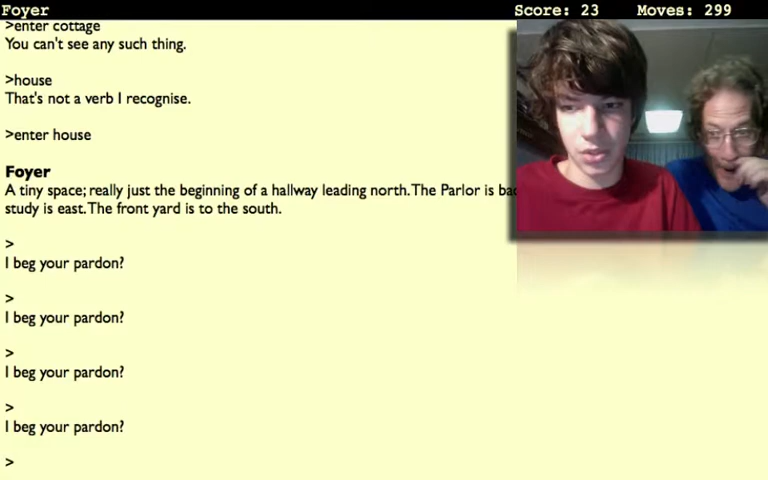 Foyer Score: 23 Moves: 299
>enter cottage
You can't see any such thing.
>house
That's not a verb I recognise.
>enter house
Foyer
A tiny space; really just the beginning of a hallway leading north. The Parlor is
study is east. The front yard is to the south.
>
I beg your pardon?
>
I beg your pardon?
>
I beg your pardon?
>
I beg your pardon?
>